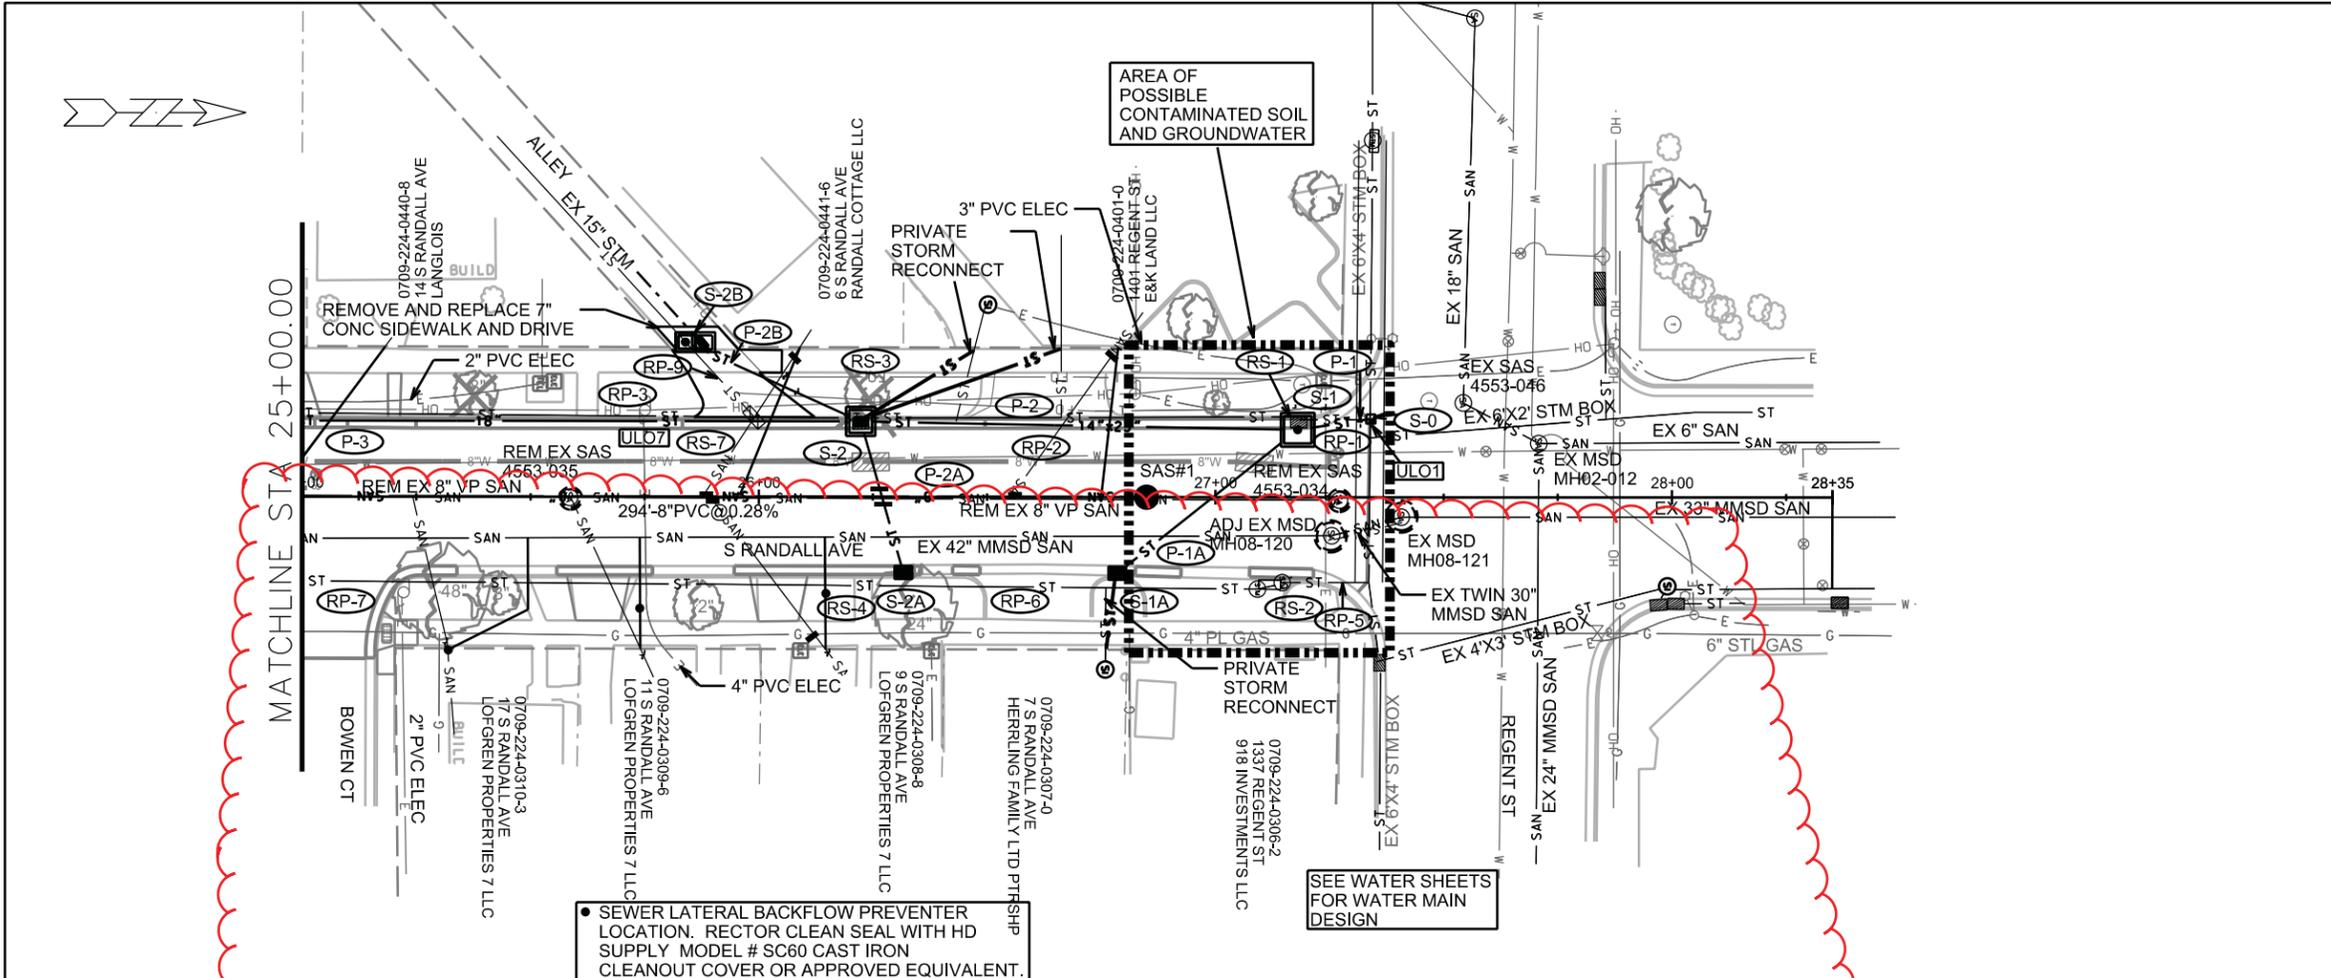 AREA OF
POSSIBLE
CONTAMINATED SOIL
AND GROUNDWATER
ALLEY
EX 15" STM
0709-224-0440-8
14 S RANDALL AVE
LANGLOIS
0709-224-0441-6
6 S RANDALL AVE
RANDALL COTTAGE LLC
0709-224-0401-0
1401 REGENT ST
E&K LAND LLC
3" PVC ELEC
PRIVATE
STORM
RECONNECT
EX 6'X4' STM BOX
EX 18" SAN
BUILD
REMOVE AND REPLACE 7"
CONC SIDEWALK AND DRIVE
2" PVC ELEC
S-2B
P-2B
RP-9
RP-3
RS-3
RS-1
P-1
S-1
P-2
EX SAS
4553-046
EX 6'X2' STM BOX
S-0
P-3
ULO7
RS-7
S-2
RP-2
RP-1
EX 6" SAN
REM EX SAS
4553-035
P-2A
SAS#1
REM EX SAS
4553-034
ULO1
EX MSD
MH02-012
MATCHLINE STA 25+00.00
REM EX 8" VP SAN
26+00
27+00
28+00
28+35
294'-8"PVC@0.28%
REM EX 8" VP SAN
EX 33" MMSD SAN
S RANDALL AVE
EX 42" MMSD SAN
ADJ EX MSD
MH08-120
P-1A
EX MSD
MH08-121
RP-7
48"
RS-4
S-2A
24"
RP-6
S-1A
RS-2
RP-5
EX TWIN 30"
MMSD SAN
4" PL GAS
EX 4'X3' STM BOX
6" STL GAS
4" PVC ELEC
PRIVATE
STORM
RECONNECT
BOWEN CT
2" PVC ELEC
BUILD
0709-224-0310-3
17 S RANDALL AVE
LOFGREN PROPERTIES 7 LLC
0709-224-0309-6
11 S RANDALL AVE
LOFGREN PROPERTIES 7 LLC
0709-224-0308-8
9 S RANDALL AVE
LOFGREN PROPERTIES 7 LLC
0709-224-0307-0
7 S RANDALL AVE
HERRLING FAMILY LTD PTRSHP
0709-224-0306-2
1337 REGENT ST
918 INVESTMENTS LLC
EX 6'X4' STM BOX
REGENT ST
EX 24" MMSD SAN
SEE WATER SHEETS
FOR WATER MAIN
DESIGN
● SEWER LATERAL BACKFLOW PREVENTER
LOCATION. RECTOR CLEAN SEAL WITH HD
SUPPLY MODEL # SC60 CAST IRON
CLEANOUT COVER OR APPROVED EQUIVALENT.